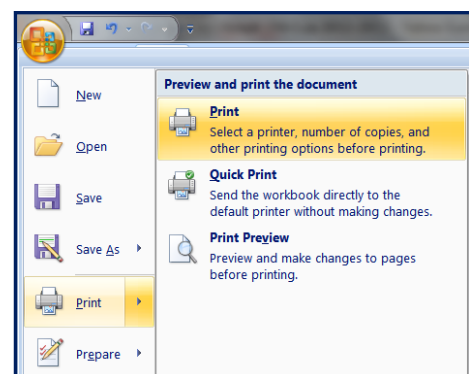 New
Open
Save
Save As
Print
Prepare
Preview and print the document
Print
Select a printer, number of copies, and
other printing options before printing.
Quick Print
Send the workbook directly to the
default printer without making changes.
Print Preview
Preview and make changes to pages
before printing.